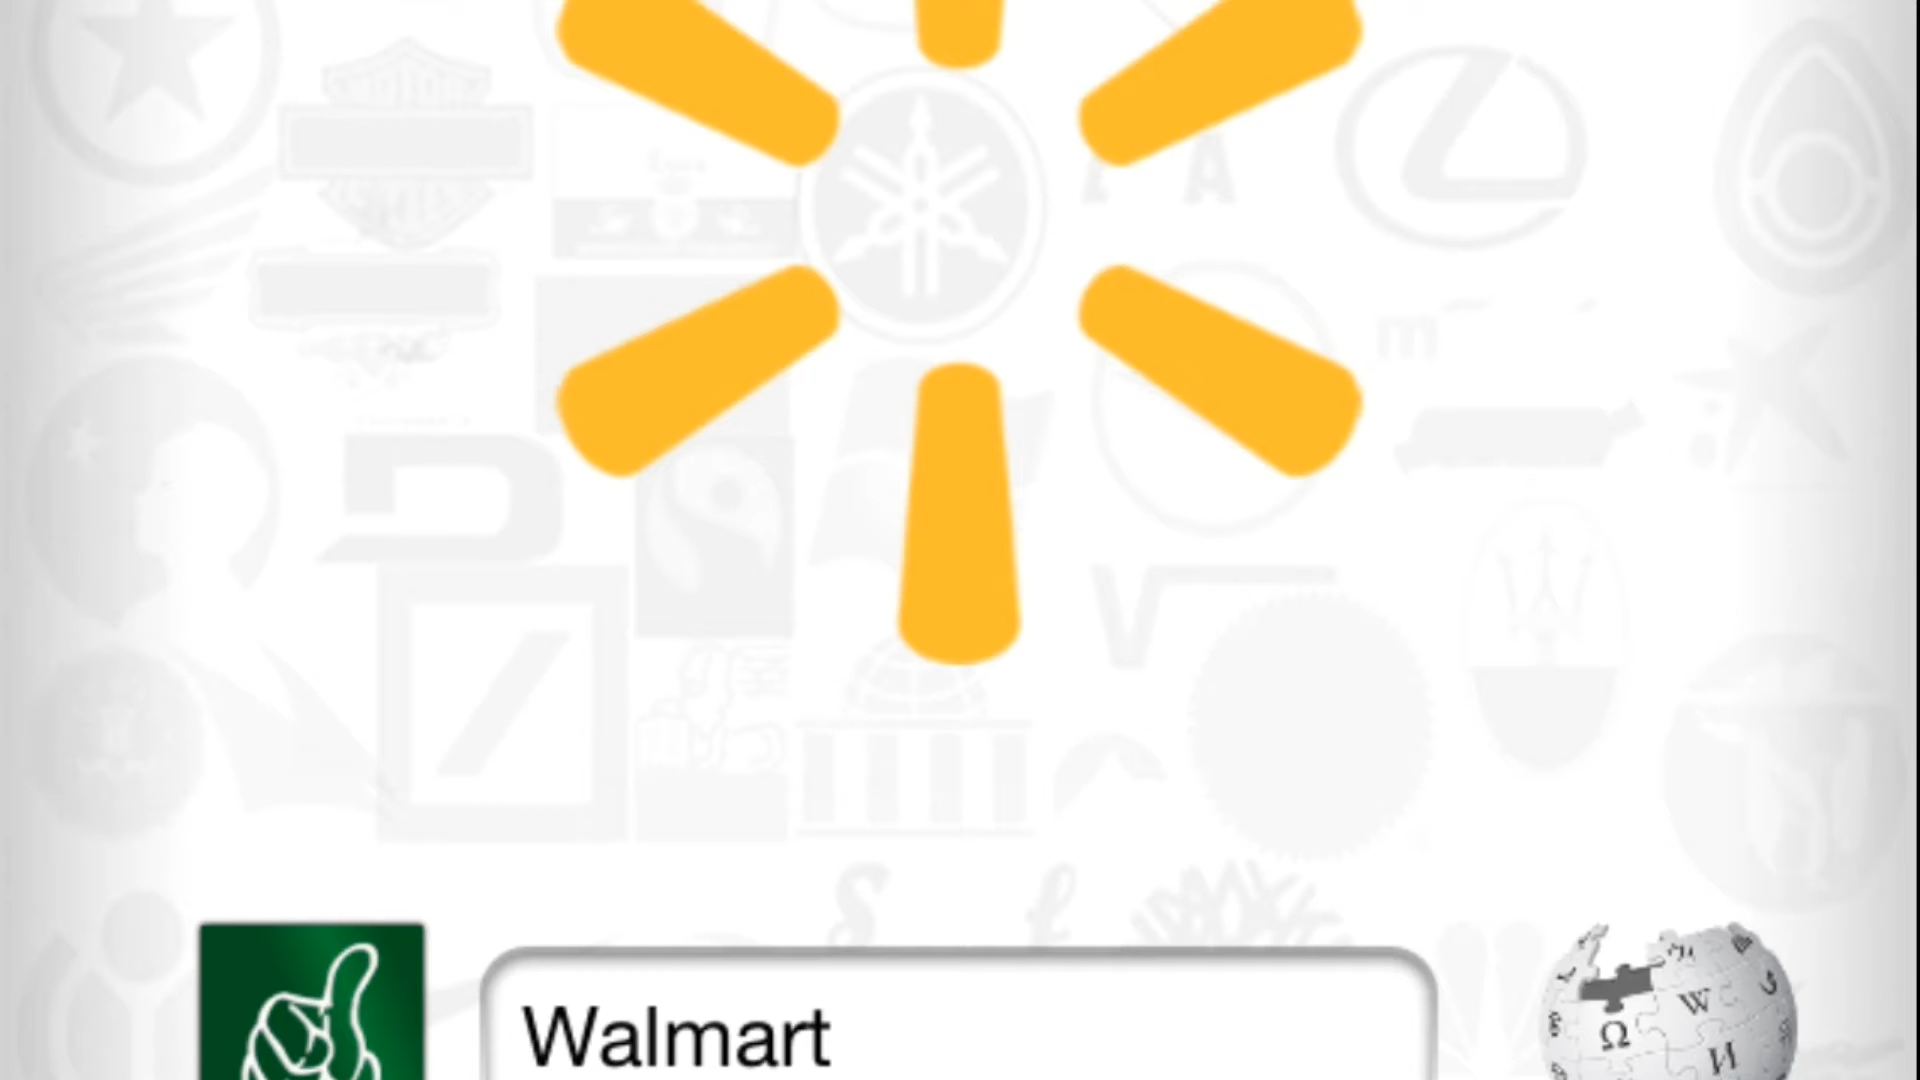 A A
m
V
S ℓ
Walmart
Ω W И